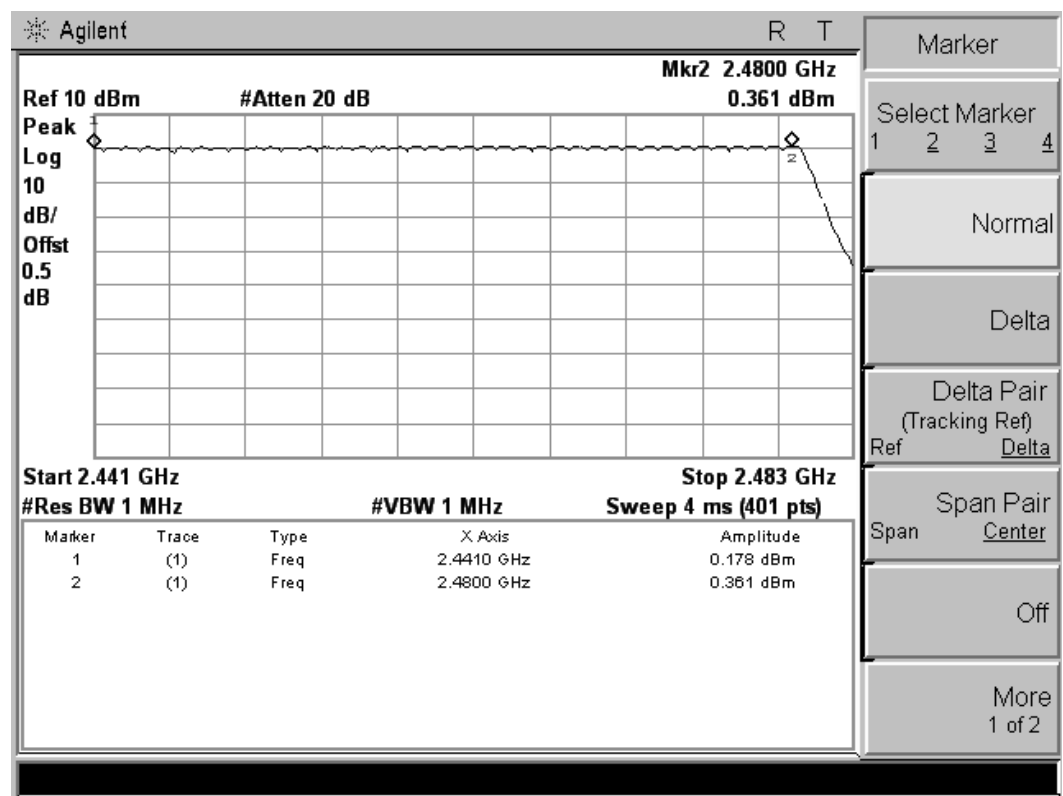 Agilent R T
Mkr2 2.4800 GHz
Ref 10 dBm #Atten 20 dB 0.361 dBm
Peak
Log
10
dB/
Offst
0.5
dB
1
2
Start 2.441 GHz Stop 2.483 GHz
#Res BW 1 MHz #VBW 1 MHz Sweep 4 ms (401 pts)
Marker Trace Type X Axis Amplitude
1 (1) Freq 2.4410 GHz 0.178 dBm
2 (1) Freq 2.4800 GHz 0.361 dBm
Marker
Select Marker
1 2 3 4
Normal
Delta
Delta Pair
(Tracking Ref)
Ref Delta
Span Pair
Span Center
Off
More
1 of 2